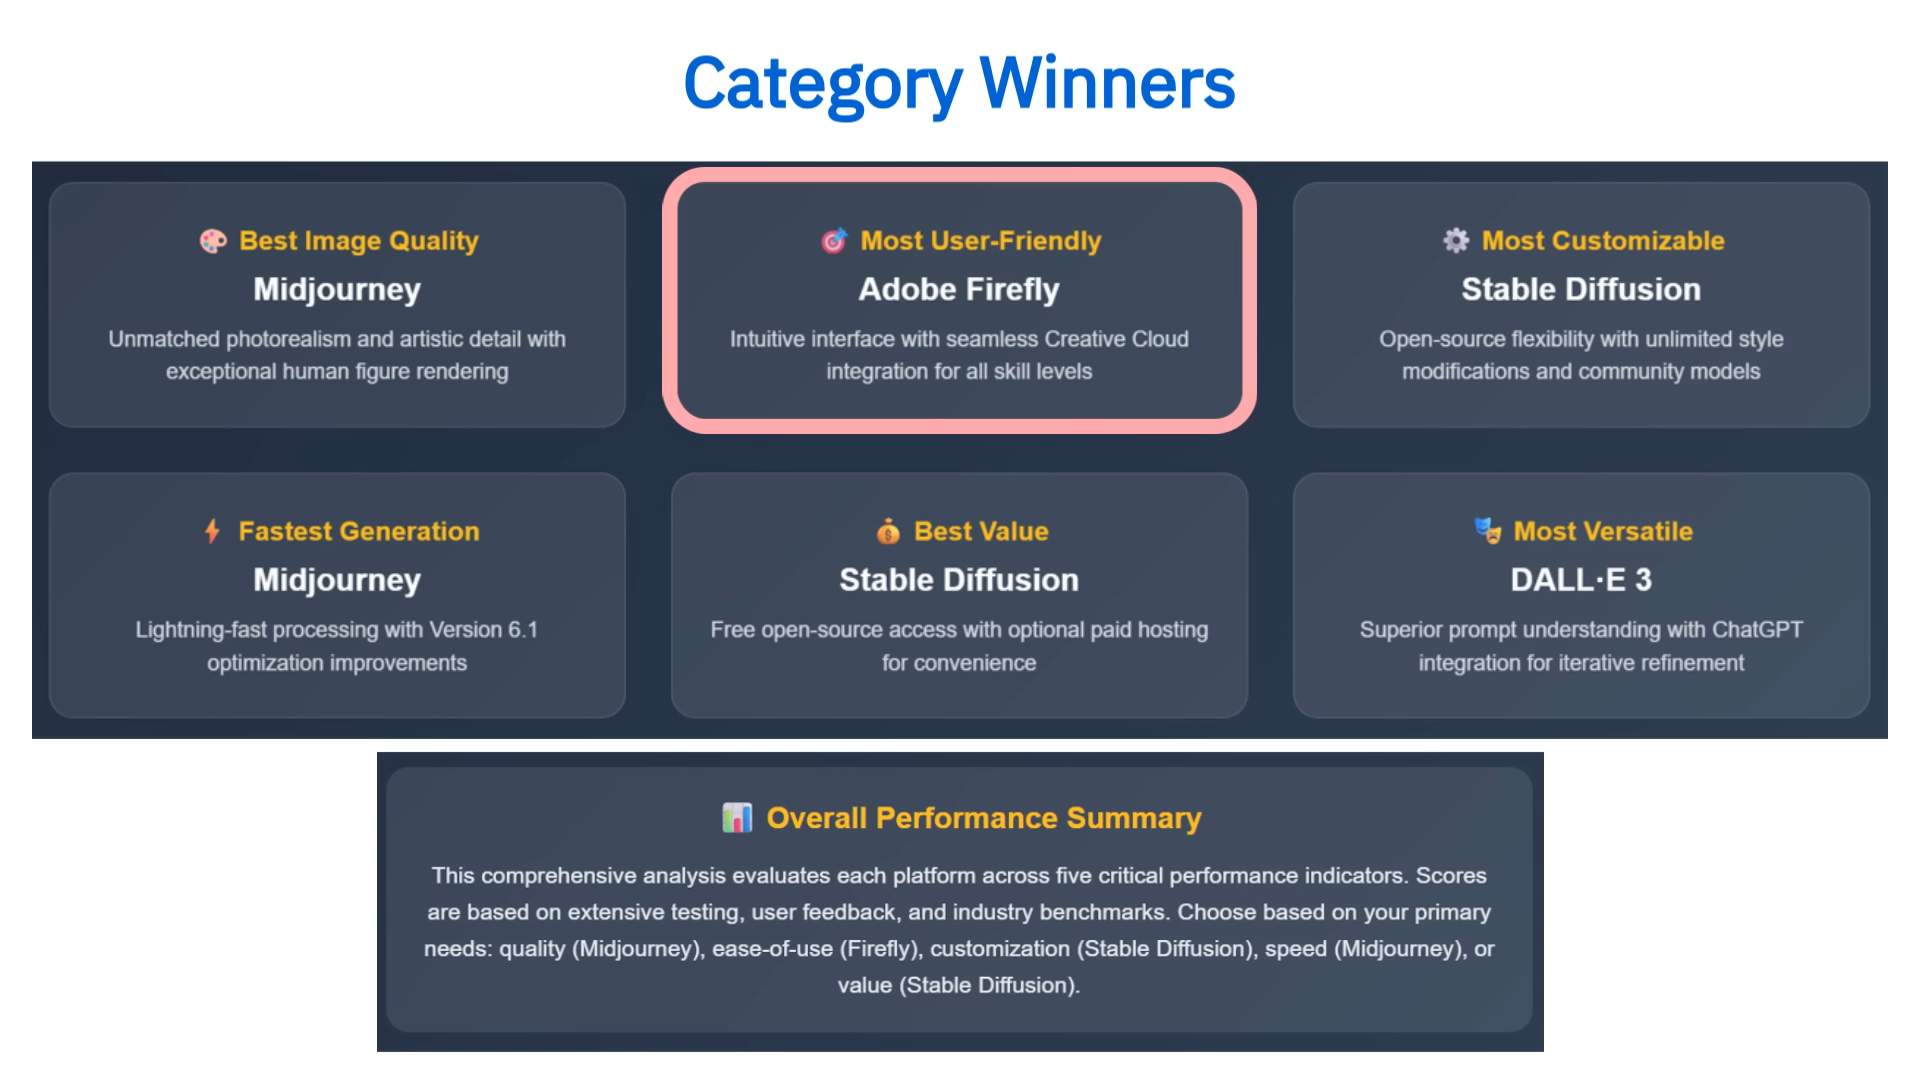 Category Winners
Best Image Quality
Midjourney
Unmatched photorealism and artistic detail with
exceptional human figure rendering
Most User-Friendly
Adobe Firefly
Intuitive interface with seamless Creative Cloud
integration for all skill levels
Most Customizable
Stable Diffusion
Open-source flexibility with unlimited style
modifications and community models
Fastest Generation
Midjourney
Lightning-fast processing with Version 6.1
optimization improvements
Best Value
Stable Diffusion
Free open-source access with optional paid hosting
for convenience
Most Versatile
DALL·E 3
Superior prompt understanding with ChatGPT
integration for iterative refinement
Overall Performance Summary
This comprehensive analysis evaluates each platform across five critical performance indicators. Scores
are based on extensive testing, user feedback, and industry benchmarks. Choose based on your primary
needs: quality (Midjourney), ease-of-use (Firefly), customization (Stable Diffusion), speed (Midjourney), or
value (Stable Diffusion).